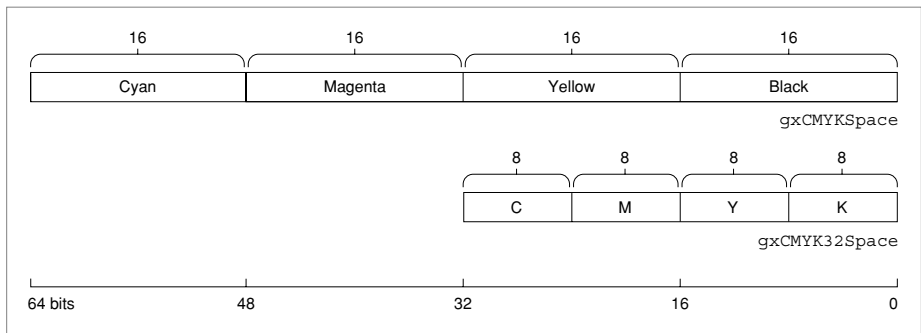 16 16 16 16
Cyan Magenta Yellow Black
gxCMYKSpace
8 8 8 8
C M Y K
gxCMYK32Space
64 bits 48 32 16 0